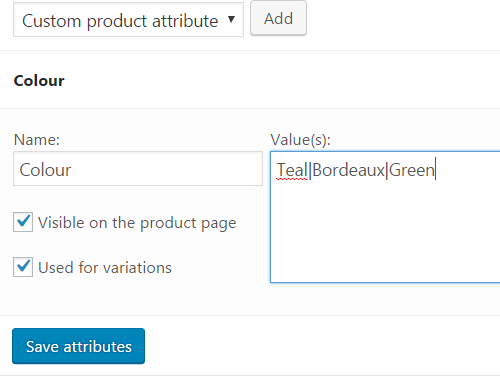 Custom product attribute Add
Colour
Name: Value(s):
Colour Teal|Bordeaux|Green
Visible on the product page
Used for variations
Save attributes